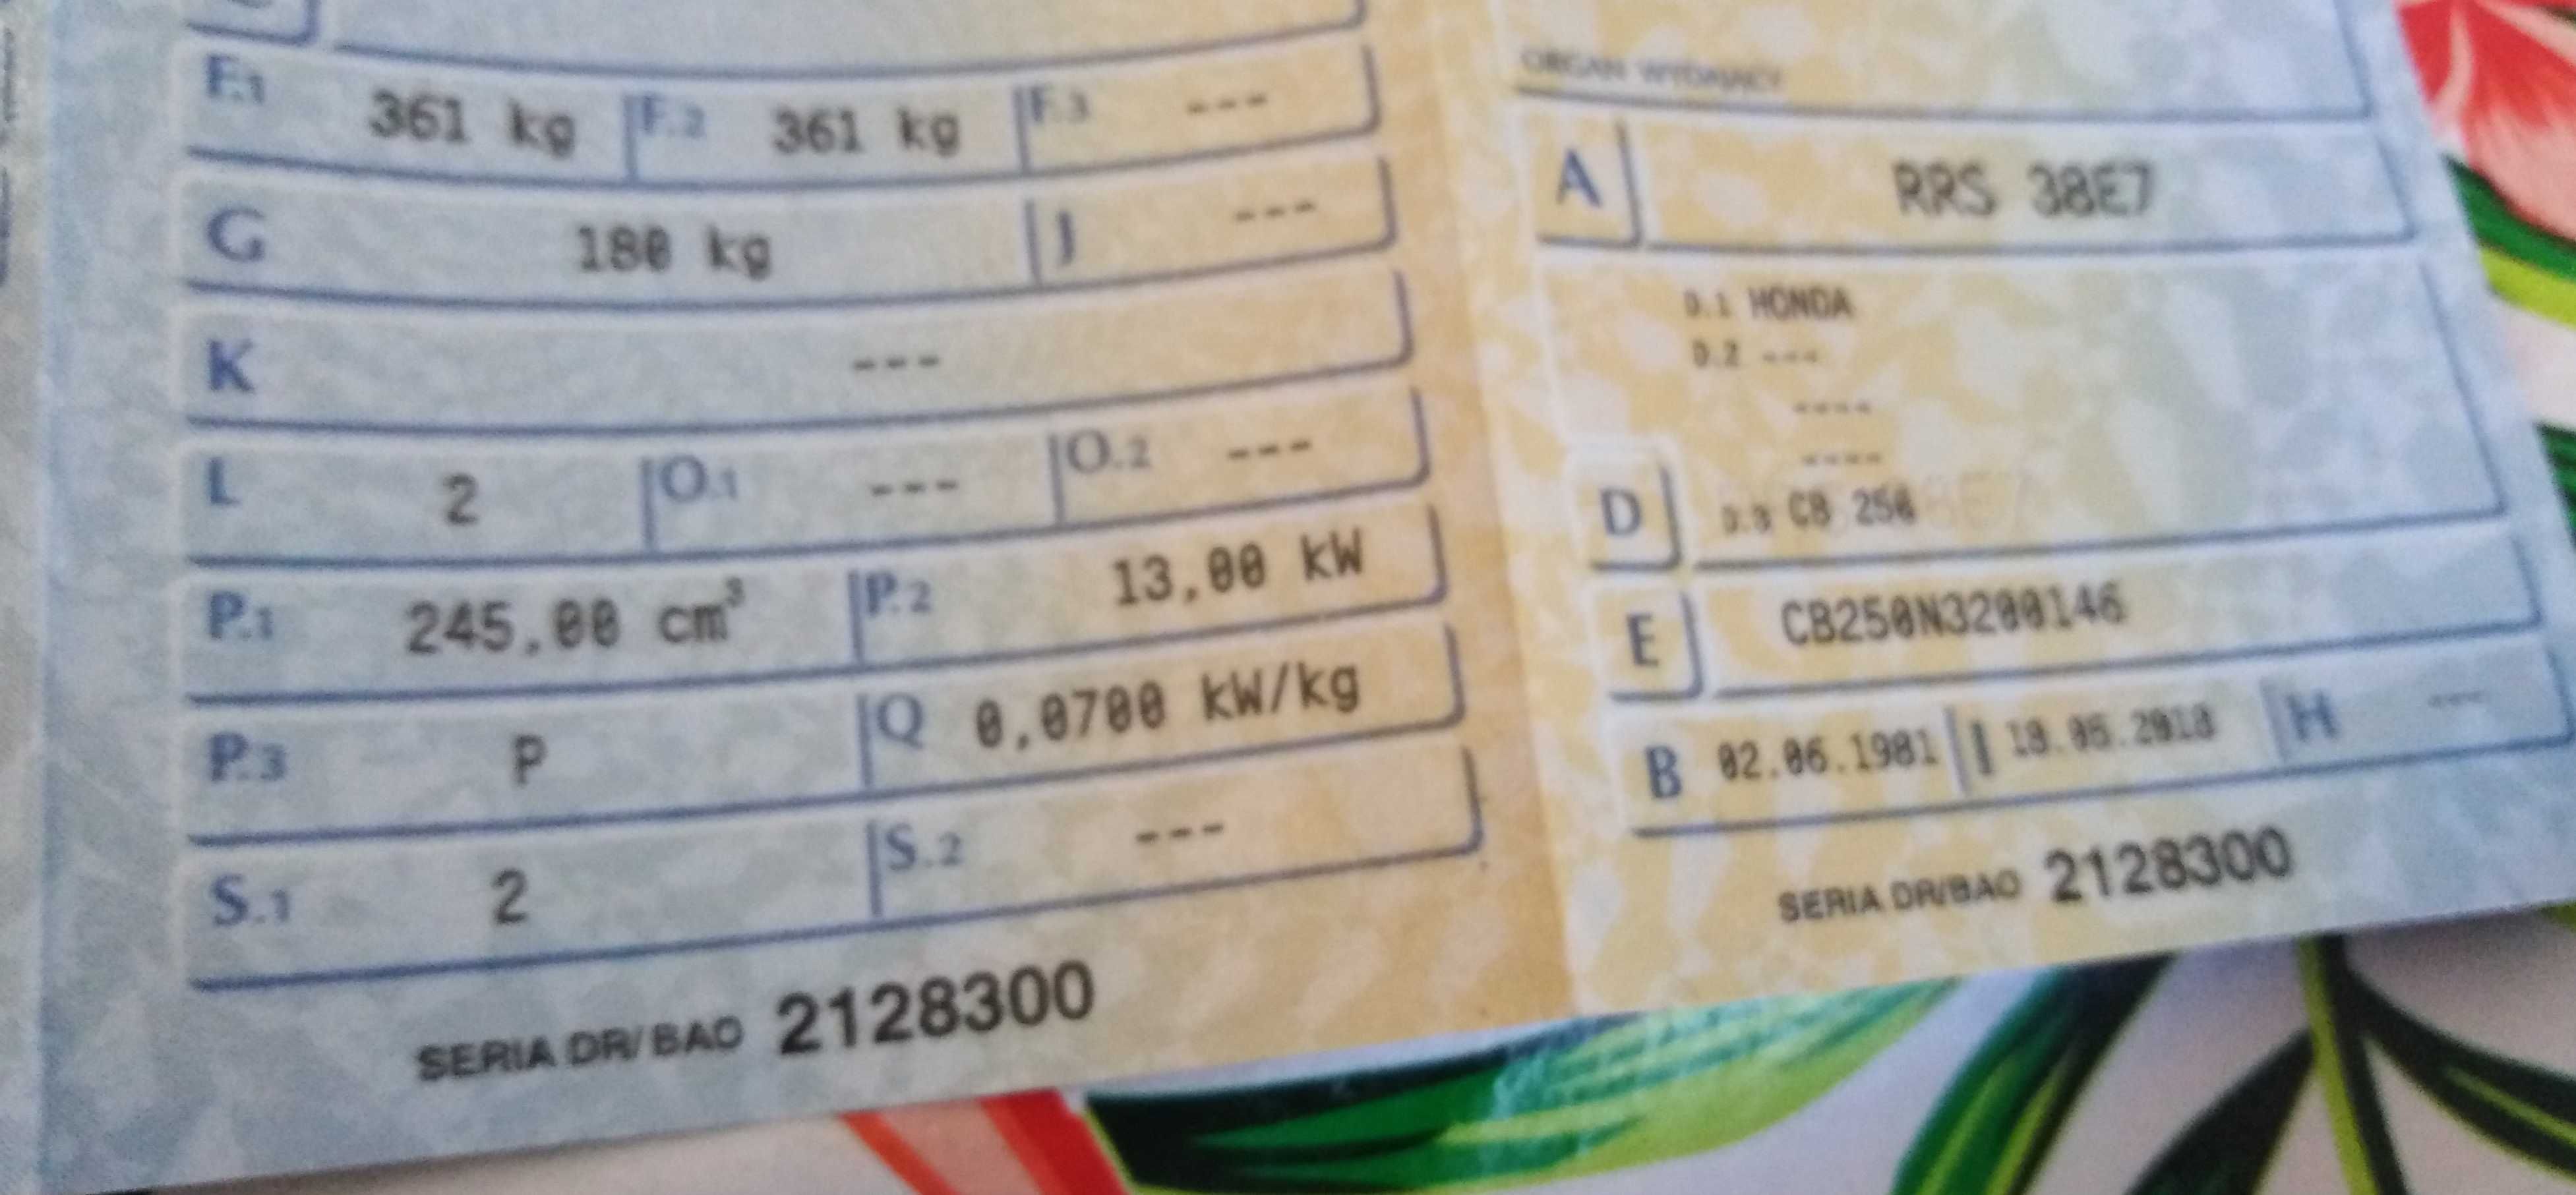 F.1 361 kg F.2 361 kg F.3 ---
G 180 kg J ---
K ---
L 2 O.1 --- O.2 ---
P.1 245,00 cm³ P.2 13,00 kW
P.3 P Q 0,0700 kW/kg
S.1 2 S.2 ---
SERIA DR/BAO 2128300
ORGAN WYDAJĄCY
A RRS 38E7
D.1 HONDA
D.2 ---
----
----
D D.3 CB 250
E CB250N3200146
B 02.06.1981 I 18.05.2018 H ---
SERIA DR/BAO 2128300